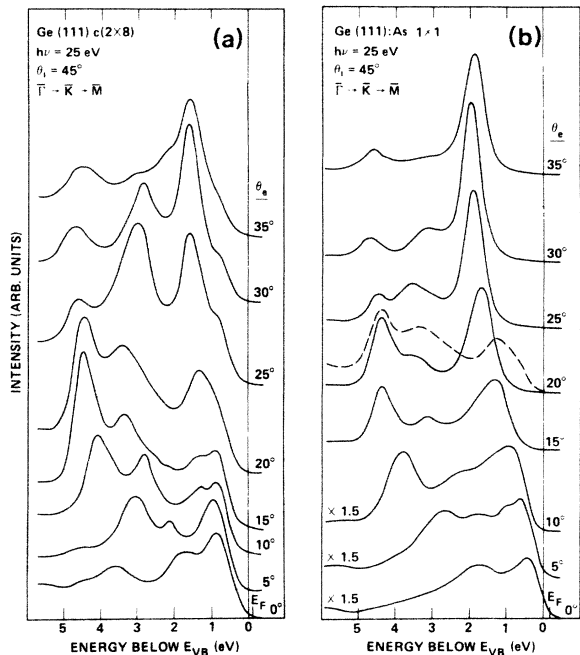 Ge (111) c(2×8)
(a)
hν = 25 eV
θi = 45°
Γ̄ → K̄ → M̄
θe
35°
30°
25°
20°
15°
10°
5°
EF 0°
INTENSITY (ARB. UNITS)
5 4 3 2 1 0
ENERGY BELOW EVB (eV)
Ge (111):As 1×1
(b)
hν = 25 eV
θi = 45°
Γ̄ → K̄ → M̄
θe
35°
30°
25°
20°
15°
10°
× 1.5
5°
× 1.5
EF 0°
× 1.5
5 4 3 2 1 0
ENERGY BELOW EVB (eV)